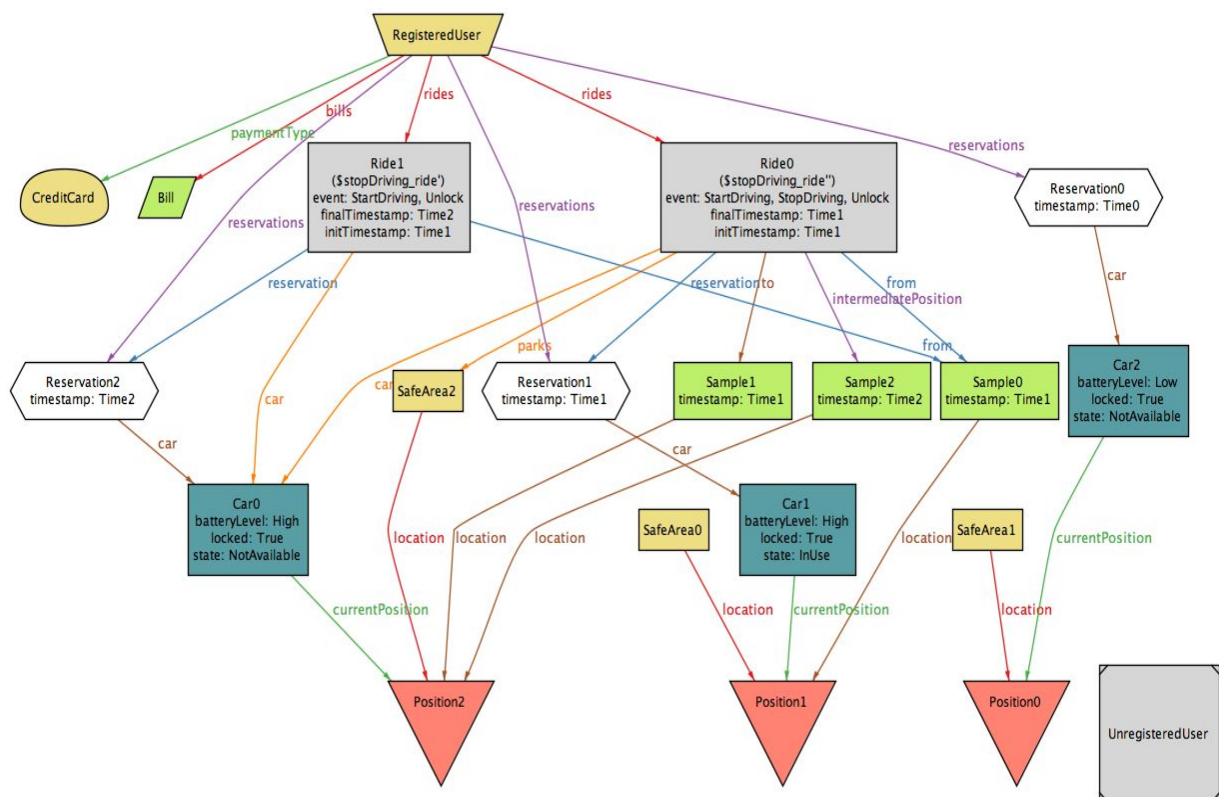 RegisteredUser
rides
rides
bills
paymentType
reservations
CreditCard
Bill
Ride1
($stopDriving_ride')
event: StartDriving, Unlock
finalTimestamp: Time2
initTimestamp: Time1
Ride0
($stopDriving_ride")
event: StartDriving, StopDriving, Unlock
finalTimestamp: Time1
initTimestamp: Time1
Reservation0
timestamp: Time0
reservations
reservations
reservation
reservation
to
from
intermediatePosition
car
from
parks
car
car
Reservation2
timestamp: Time2
SafeArea2
Reservation1
timestamp: Time1
Sample1
timestamp: Time1
Sample2
timestamp: Time2
Sample0
timestamp: Time1
Car2
batteryLevel: Low
locked: True
state: NotAvailable
car
car
Car0
batteryLevel: High
locked: True
state: NotAvailable
location
location
location
SafeArea0
Car1
batteryLevel: High
locked: True
state: InUse
location
SafeArea1
currentPosition
currentPosition
location
currentPosition
location
Position2
Position1
Position0
UnregisteredUser